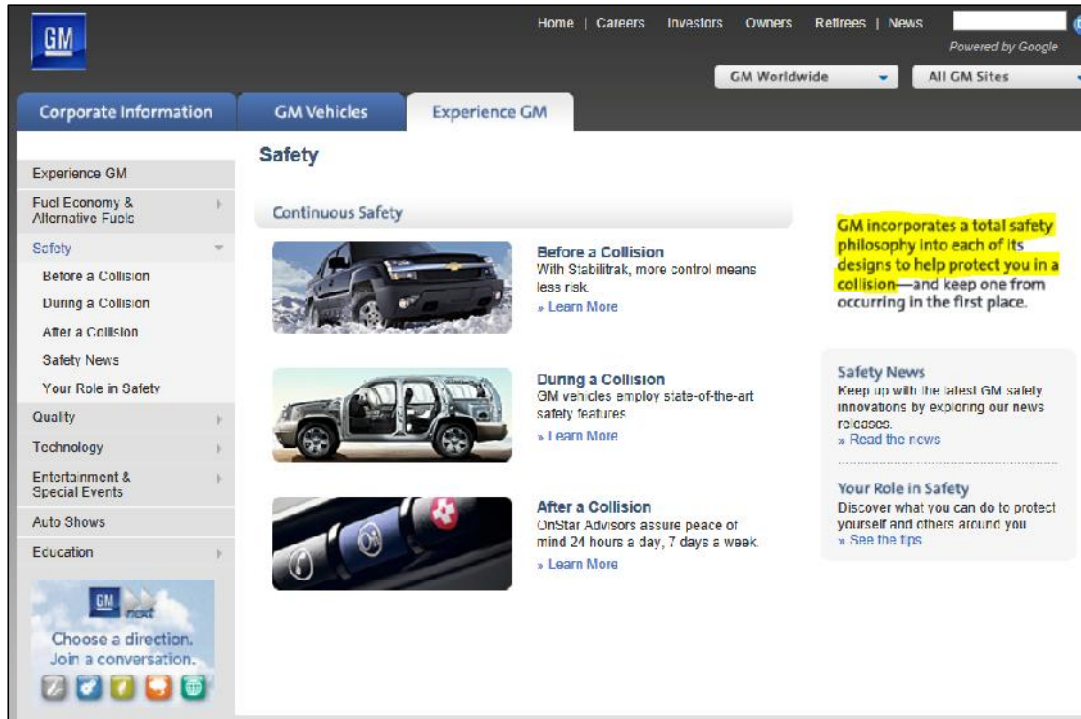 GM
Home | Careers Investors Owners Retirees | News
Powered by Google
GM Worldwide
All GM Sites
Corporate Information
GM Vehicles
Experience GM
Experience GM
Fuel Economy &
Alternative Fuels
Safety
Before a Collision
During a Collision
After a Collision
Safety News
Your Role in Safety
Quality
Technology
Entertainment &
Special Events
Auto Shows
Education
GM next
Choose a direction.
Join a conversation.
Safety
Continuous Safety
Before a Collision
With Stabilitrak, more control means
less risk.
» Learn More
During a Collision
GM vehicles employ state-of-the-art
safety features
» Learn More
After a Collision
OnStar Advisors assure peace of
mind 24 hours a day, 7 days a week.
» Learn More
GM incorporates a total safety
philosophy into each of its
designs to help protect you in a
collision—and keep one from
occurring in the first place.
Safety News
Keep up with the latest GM safety
innovations by exploring our news
releases.
» Read the news
Your Role in Safety
Discover what you can do to protect
yourself and others around you
» See the tips